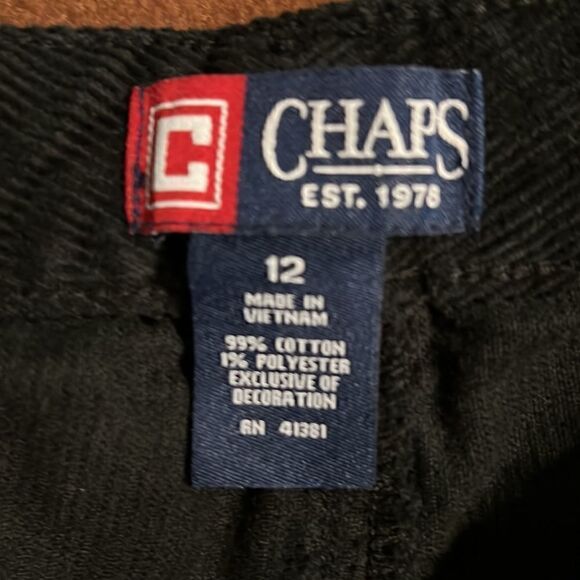 C
CHAPS
EST. 1978
12
MADE IN
VIETNAM
99% COTTON
1% POLYESTER
EXCLUSIVE OF
DECORATION
RN 41381